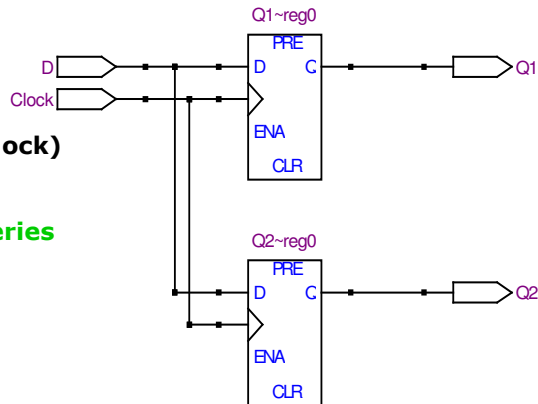 Q1~reg0
PRE
D D Q Q1
Clock
ENA
ock)
CLR
eries
Q2~reg0
PRE
D Q Q2
ENA
CLR